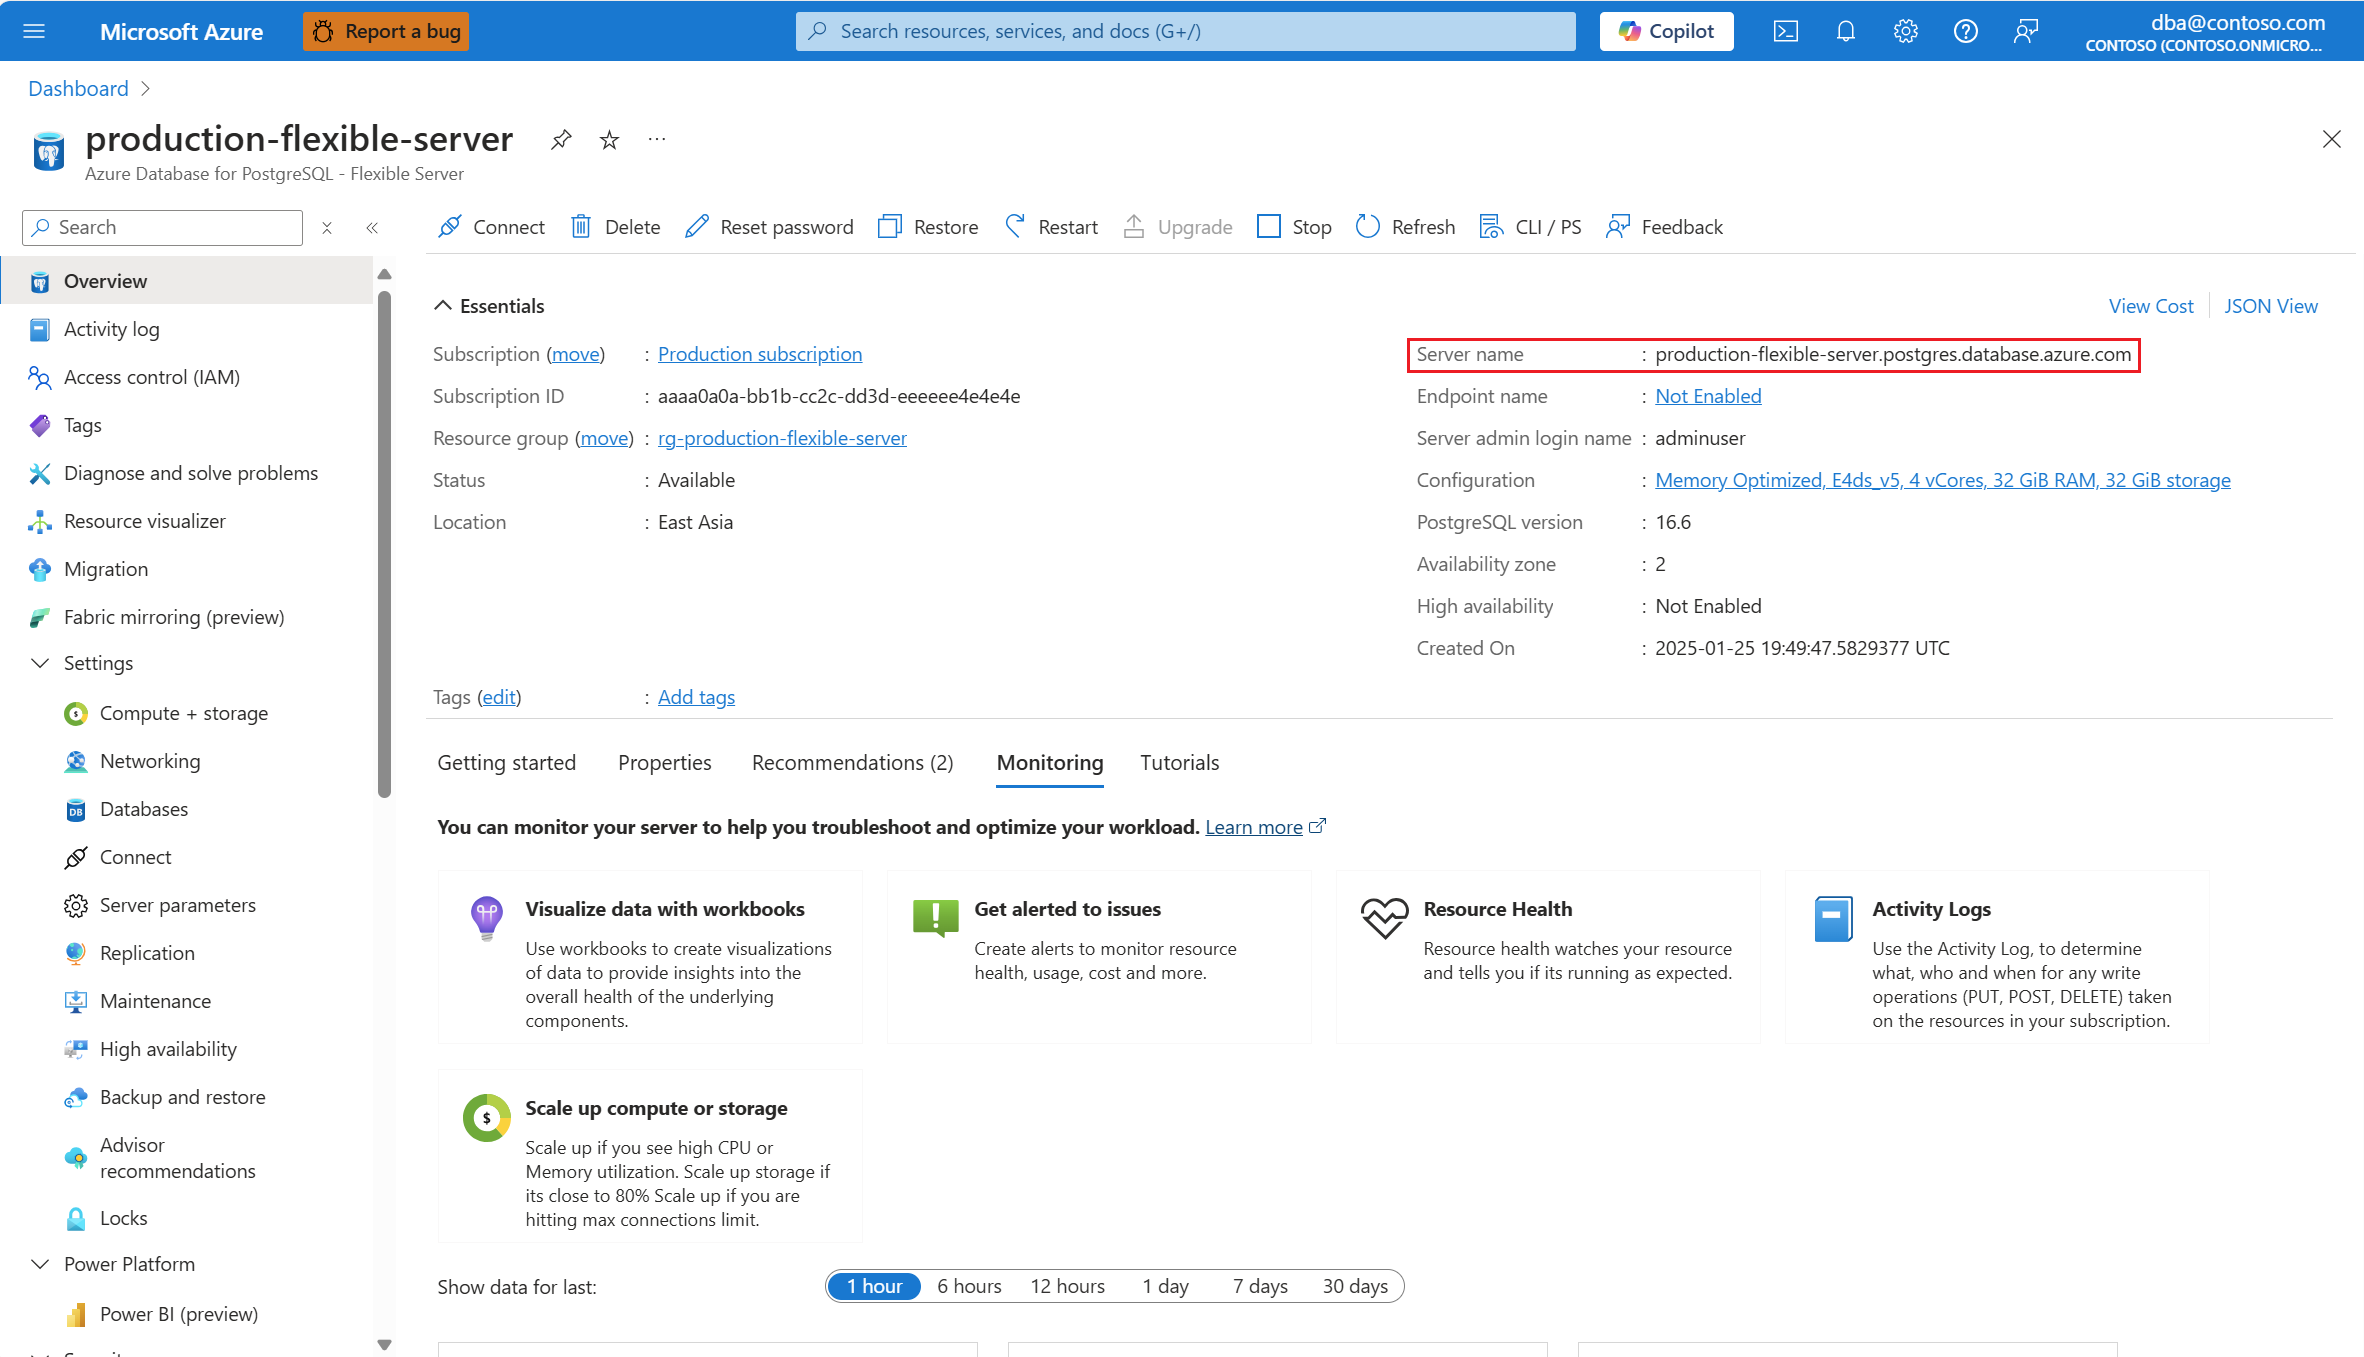 Microsoft Azure
Report a bug
Search resources, services, and docs (G+/)
Copilot
dba@contoso.com
CONTOSO (CONTOSO.ONMICRO...
Dashboard
production-flexible-server
Azure Database for PostgreSQL - Flexible Server
Search
Connect
Delete
Reset password
Restore
Restart
Upgrade
Stop
Refresh
CLI / PS
Feedback
Overview
Activity log
Access control (IAM)
Tags
Diagnose and solve problems
Resource visualizer
Migration
Fabric mirroring (preview)
Settings
Compute + storage
Networking
Databases
Connect
Server parameters
Replication
Maintenance
High availability
Backup and restore
Advisor
recommendations
Locks
Power Platform
Power BI (preview)
Essentials
View Cost
JSON View
Subscription (move) : Production subscription
Subscription ID : aaaa0a0a-bb1b-cc2c-dd3d-eeeeee4e4e4e
Resource group (move) : rg-production-flexible-server
Status : Available
Location : East Asia
Server name : production-flexible-server.postgres.database.azure.com
Endpoint name : Not Enabled
Server admin login name : adminuser
Configuration : Memory Optimized, E4ds_v5, 4 vCores, 32 GiB RAM, 32 GiB storage
PostgreSQL version : 16.6
Availability zone : 2
High availability : Not Enabled
Created On : 2025-01-25 19:49:47.5829377 UTC
Tags (edit) : Add tags
Getting started
Properties
Recommendations (2)
Monitoring
Tutorials
You can monitor your server to help you troubleshoot and optimize your workload. Learn more
Visualize data with workbooks
Use workbooks to create visualizations
of data to provide insights into the
overall health of the underlying
components.
Get alerted to issues
Create alerts to monitor resource
health, usage, cost and more.
Resource Health
Resource health watches your resource
and tells you if its running as expected.
Activity Logs
Use the Activity Log, to determine
what, who and when for any write
operations (PUT, POST, DELETE) taken
on the resources in your subscription.
Scale up compute or storage
Scale up if you see high CPU or
Memory utilization. Scale up storage if
its close to 80% Scale up if you are
hitting max connections limit.
Show data for last:
1 hour
6 hours
12 hours
1 day
7 days
30 days